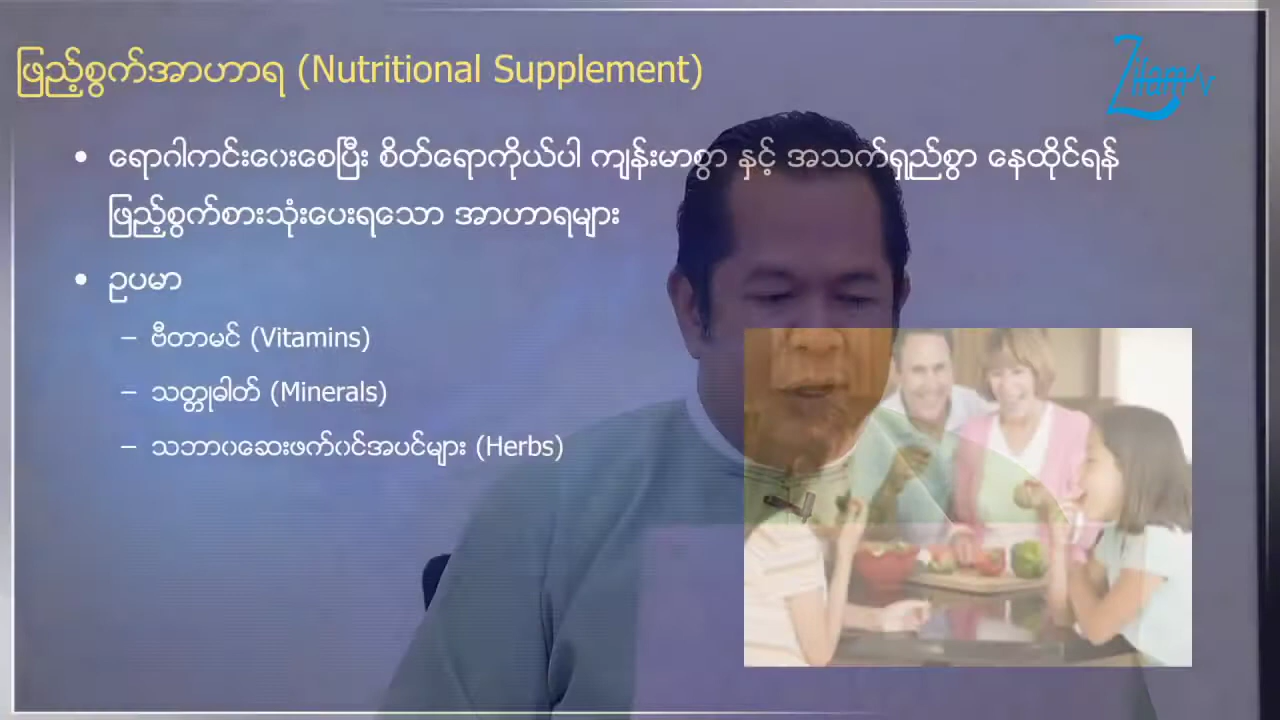 ဖြည့်စွက်အာဟာရ (Nutritional Supplement)
Zilam TV
• ရောဂါကင်းဝေးစေပြီး စိတ်ရောကိုယ်ပါ ကျန်းမာစွာ နှင့် အသက်ရှည်စွာ နေထိုင်ရန်
ဖြည့်စွက်စားသုံးပေးရသော အာဟာရများ
• ဥပမာ
– ဗီတာမင် (Vitamins)
– သတ္တုဓါတ် (Minerals)
– သဘာဝဆေးဖက်ဝင်အပင်များ (Herbs)